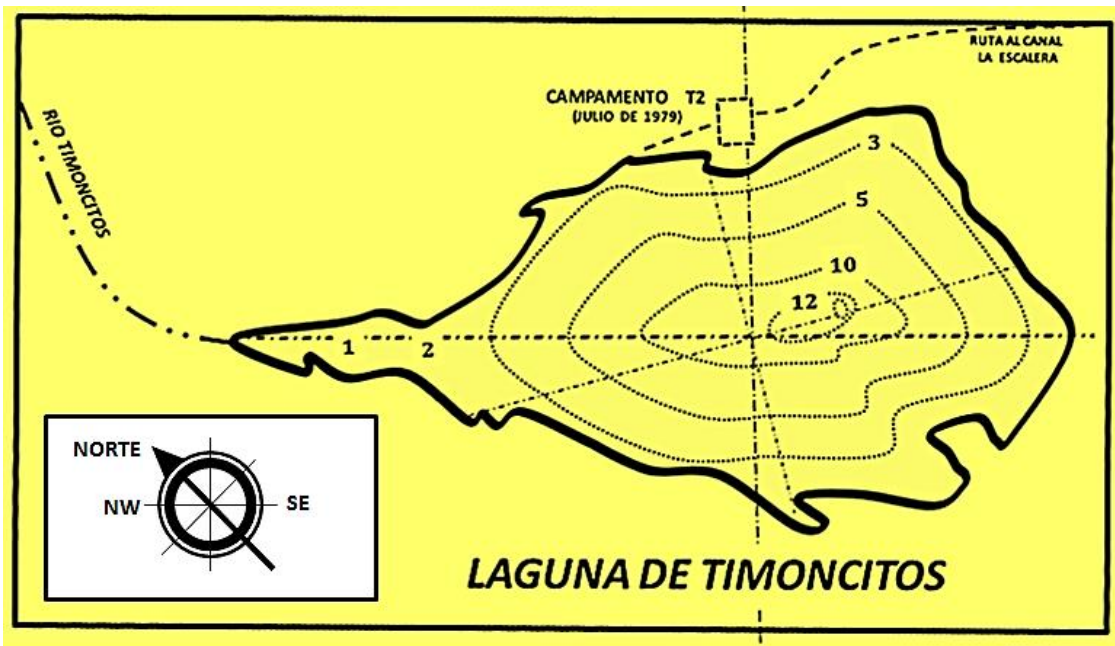 RUTA AL CANAL
LA ESCALERA
CAMPAMENTO T2
(JULIO DE 1979)
RIO TIMONCITOS
3
5
10
12
1
2
NORTE
NW
SE
LAGUNA DE TIMONCITOS